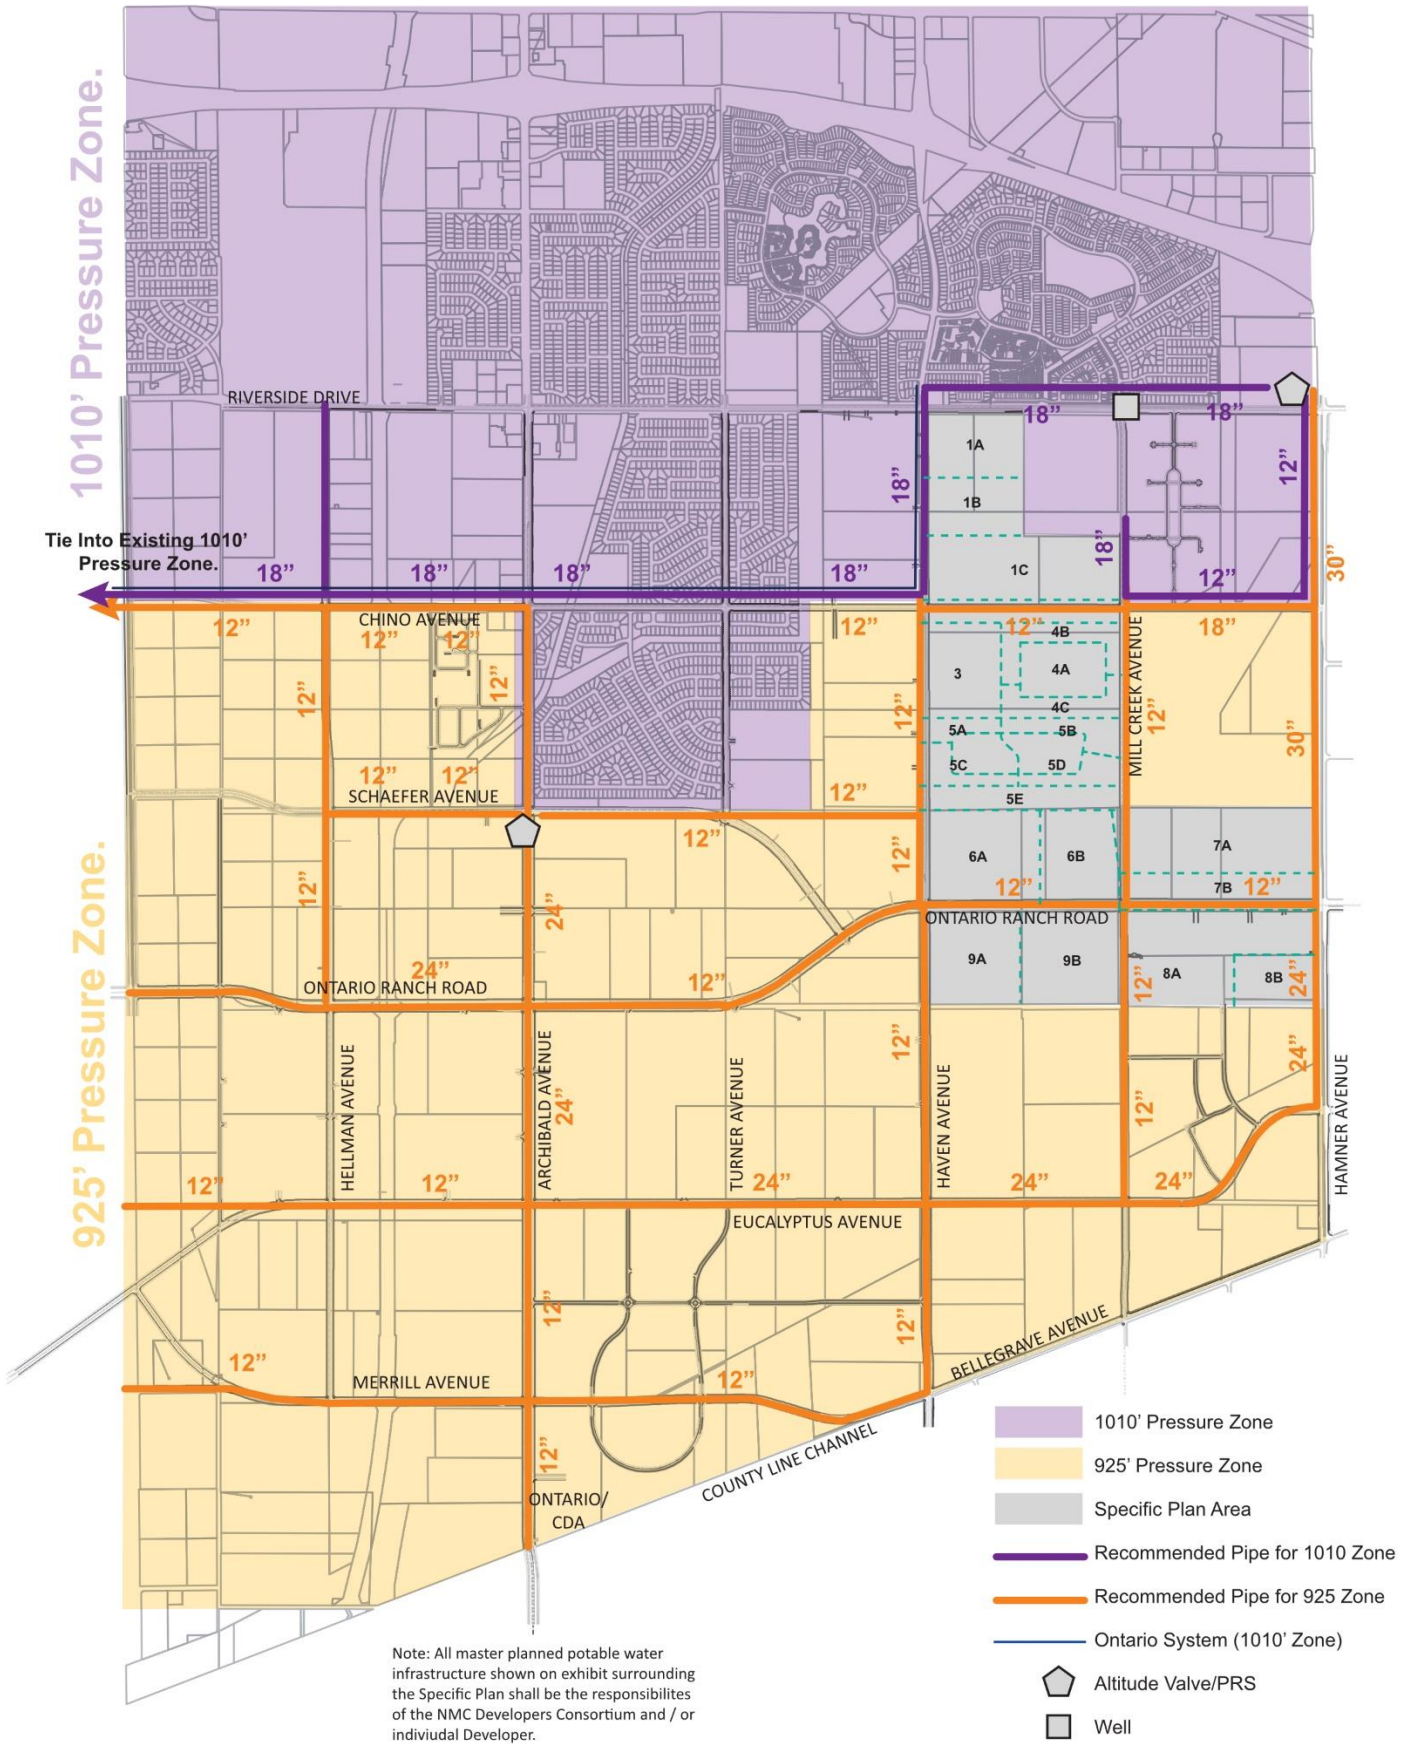 1010’ Pressure Zone.
RIVERSIDE DRIVE
18”
18”
1A
12”
18”
1B
Tie Into Existing 1010’
Pressure Zone.
18”
18”
18”
18”
18”
1C
12”
30”
CHINO AVENUE
12”
12”
12”
12”
12”
4B
18”
12”
12”
12”
3
4A
4C
MILL CREEK AVENUE
12”
12”
5A
5B
30”
5C
5D
12”
12”
SCHAEFER AVENUE
12”
5E
12”
12”
6A
6B
7A
12”
12”
7B
12”
24”
ONTARIO RANCH ROAD
925’ Pressure Zone.
24”
ONTARIO RANCH ROAD
12”
9A
9B
12”
8A
8B
24”
12”
24”
HELLMAN AVENUE
ARCHIBALD AVENUE
24”
TURNER AVENUE
HAVEN AVENUE
12”
HAMNER AVENUE
12”
12”
24”
24”
24”
EUCALYPTUS AVENUE
12”
12”
BELLEGRAVE AVENUE
12”
MERRILL AVENUE
12”
12”
COUNTY LINE CHANNEL
ONTARIO/
CDA
1010’ Pressure Zone
925’ Pressure Zone
Specific Plan Area
Recommended Pipe for 1010 Zone
Recommended Pipe for 925 Zone
Ontario System (1010’ Zone)
Altitude Valve/PRS
Well
Note: All master planned potable water
infrastructure shown on exhibit surrounding
the Specific Plan shall be the responsibilites
of the NMC Developers Consortium and / or
indiviudal Developer.